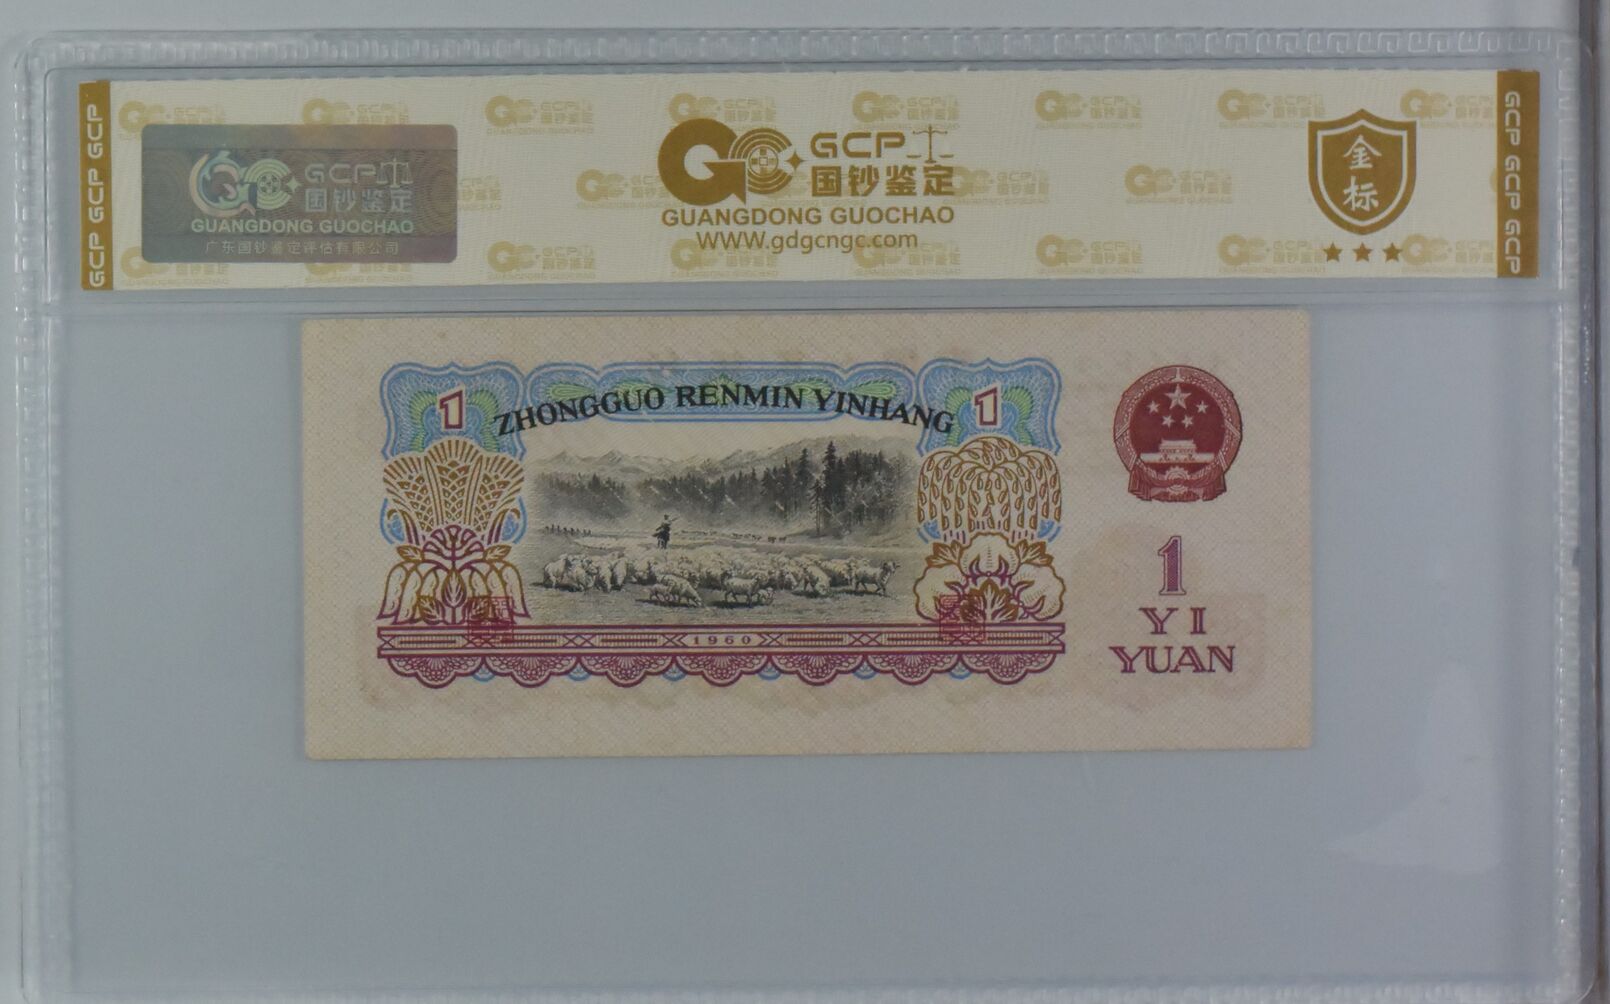 GCP GCP GCP
GCP
国钞鉴定
GUANGDONG GUOCHAO
广东国钞鉴定评估有限公司
GCP
国钞鉴定
GUANGDONG GUOCHAO
WWW.gdgcngc.com
金
标
GCP GCP GCP
1
ZHONGGUO RENMIN YINHANG
1
1
YI
YUAN
1960